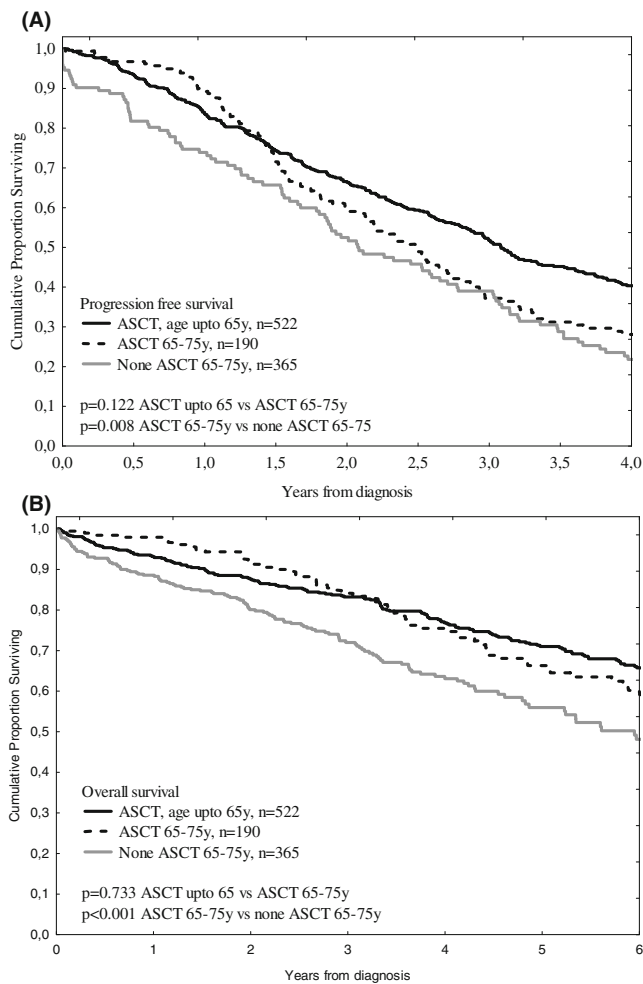 (A)
1,0
0,9
0,8
0,7
0,6
0,5
0,4
0,3
0,2
0,1
0,0
Cumulative Proportion Surviving
Progression free survival
ASCT, age upto 65y, n=522
ASCT 65-75y, n=190
None ASCT 65-75y, n=365
p=0.122 ASCT upto 65 vs ASCT 65-75y
p=0.008 ASCT 65-75y vs none ASCT 65-75
0,0 0,5 1,0 1,5 2,0 2,5 3,0 3,5 4,0
Years from diagnosis
(B)
1,0
0,9
0,8
0,7
0,6
0,5
0,4
0,3
0,2
0,1
0,0
Cumulative Proportion Surviving
Overall survival
ASCT, age upto 65y, n=522
ASCT 65-75y, n=190
None ASCT 65-75y, n=365
p=0.733 ASCT upto 65 vs ASCT 65-75y
p<0.001 ASCT 65-75y vs none ASCT 65-75y
0 1 2 3 4 5 6
Years from diagnosis